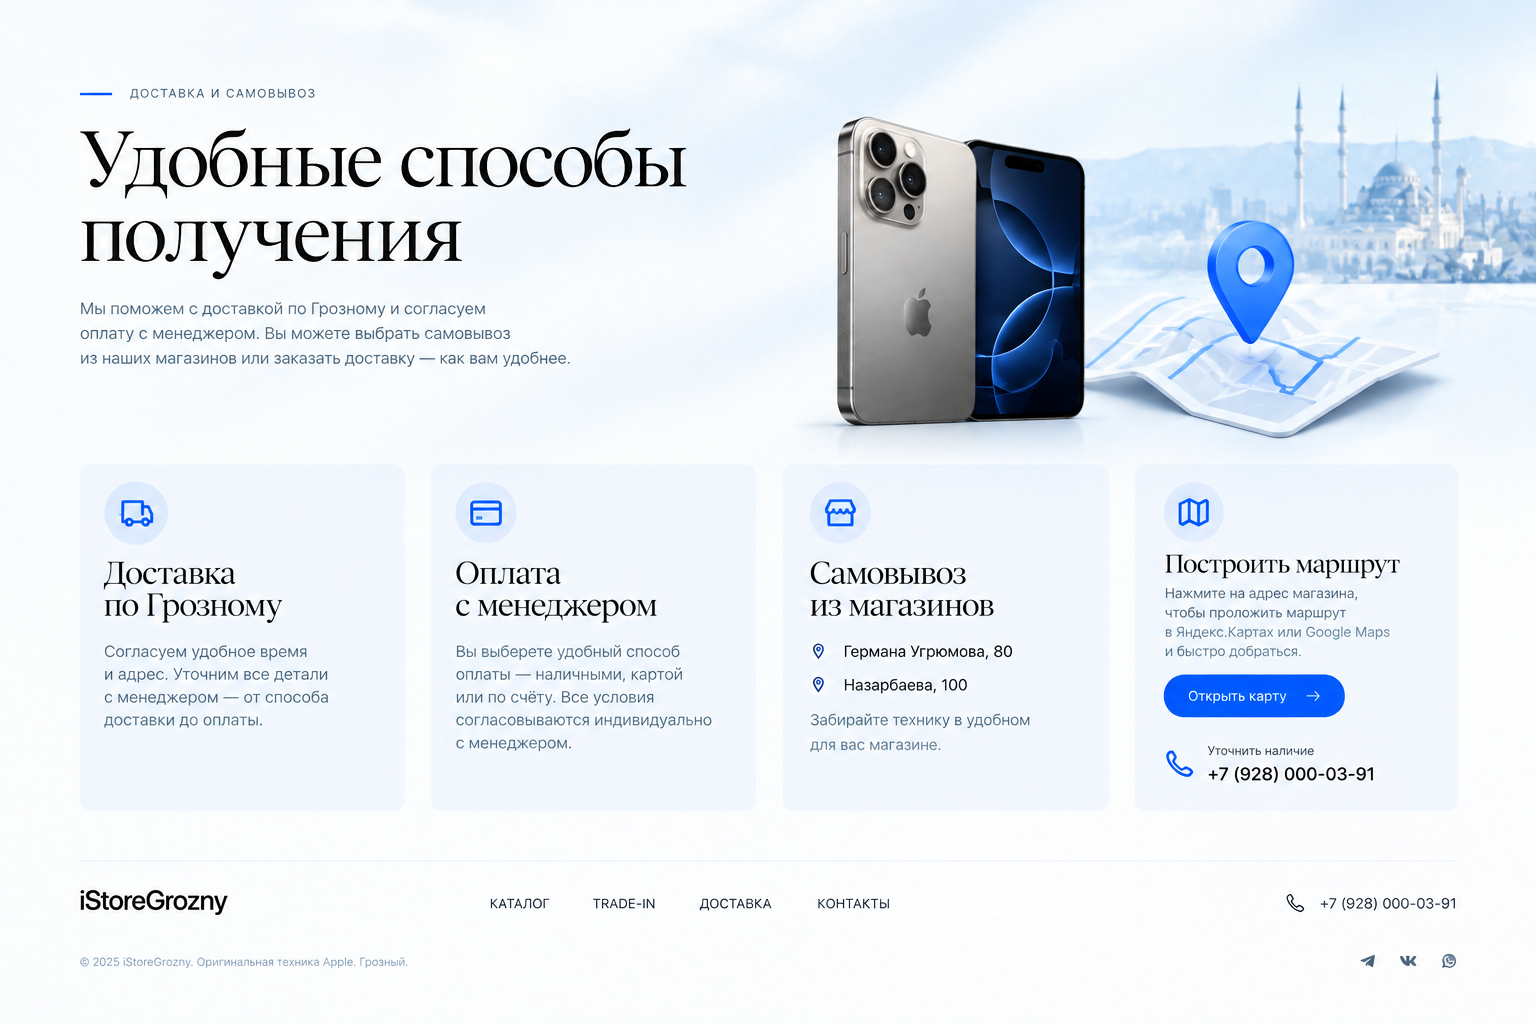 ДОСТАВКА И САМОВЫВОЗ
Удобные способы
получения
Мы поможем с доставкой по Грозному и согласуем
оплату с менеджером. Вы можете выбрать самовывоз
из наших магазинов или заказать доставку — как вам удобнее.
Доставка
по Грозному
Согласуем удобное время
и адрес. Уточним все детали
с менеджером — от способа
доставки до оплаты.
Оплата
с менеджером
Вы выберете удобный способ
оплаты — наличными, картой
или по счёту. Все условия
согласовываются индивидуально
с менеджером.
Самовывоз
из магазинов
Германа Угрюмова, 80
Назарбаева, 100
Забирайте технику в удобном
для вас магазине.
Построить маршрут
Нажмите на адрес магазина,
чтобы проложить маршрут
в Яндекс.Картах или Google Maps
и быстро добраться.
Открыть карту
Уточнить наличие
+7 (928) 000-03-91
iStoreGrozny
КАТАЛОГ
TRADE-IN
ДОСТАВКА
КОНТАКТЫ
+7 (928) 000-03-91
© 2025 iStoreGrozny. Оригинальная техника Apple. Грозный.